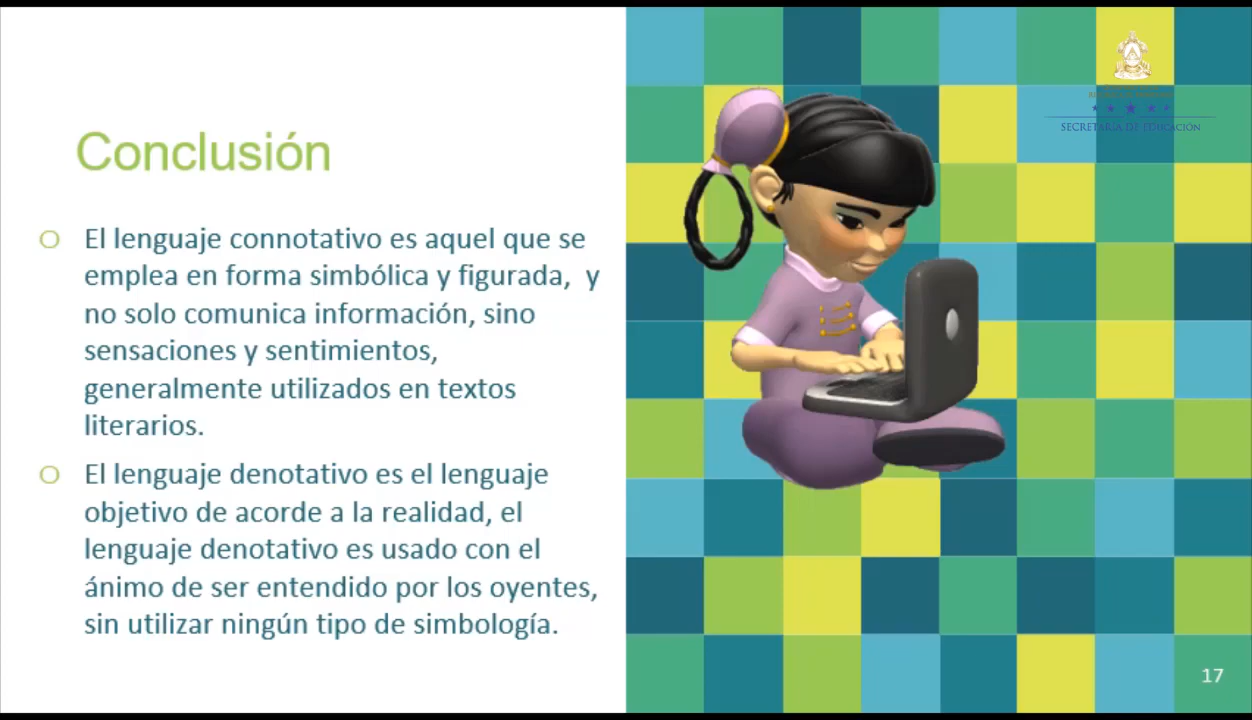 Conclusión
El lenguaje connotativo es aquel que se
emplea en forma simbólica y figurada, y
no solo comunica información, sino
sensaciones y sentimientos,
generalmente utilizados en textos
literarios.
El lenguaje denotativo es el lenguaje
objetivo de acorde a la realidad, el
lenguaje denotativo es usado con el
ánimo de ser entendido por los oyentes,
sin utilizar ningún tipo de simbología.
SECRETARÍA DE EDUCACIÓN
17